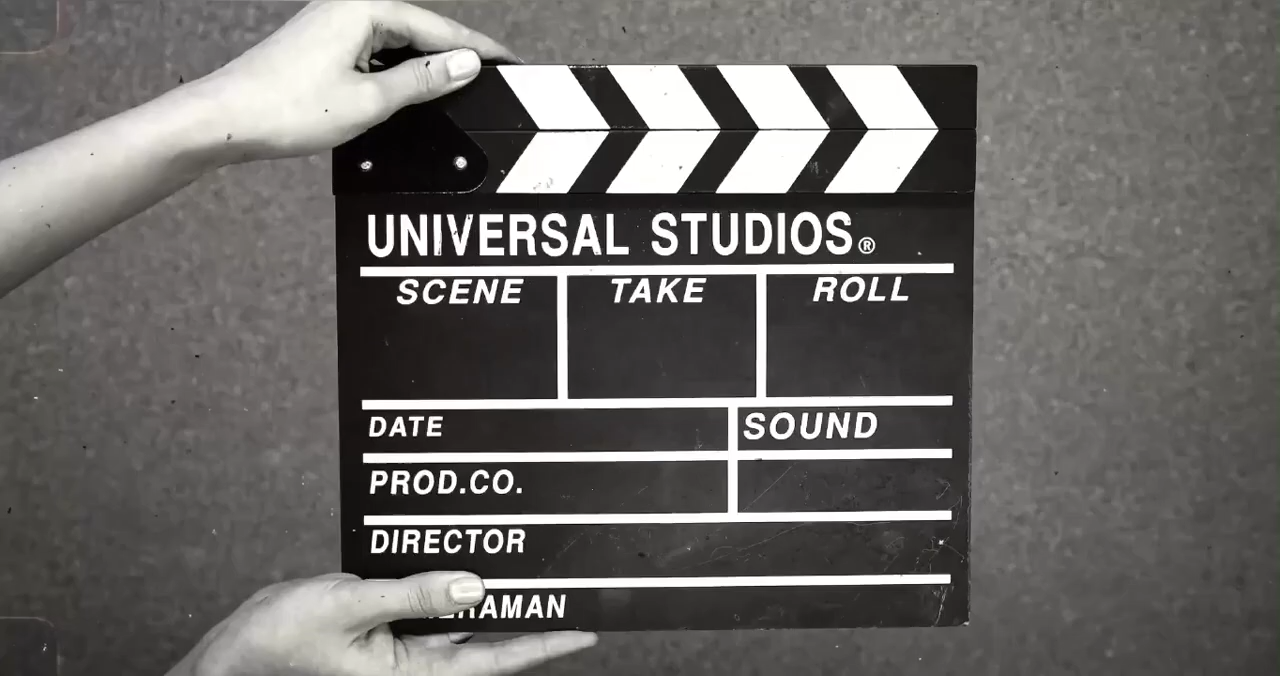 UNIVERSAL STUDIOS®
SCENE TAKE ROLL
DATE SOUND
PROD.CO.
DIRECTOR